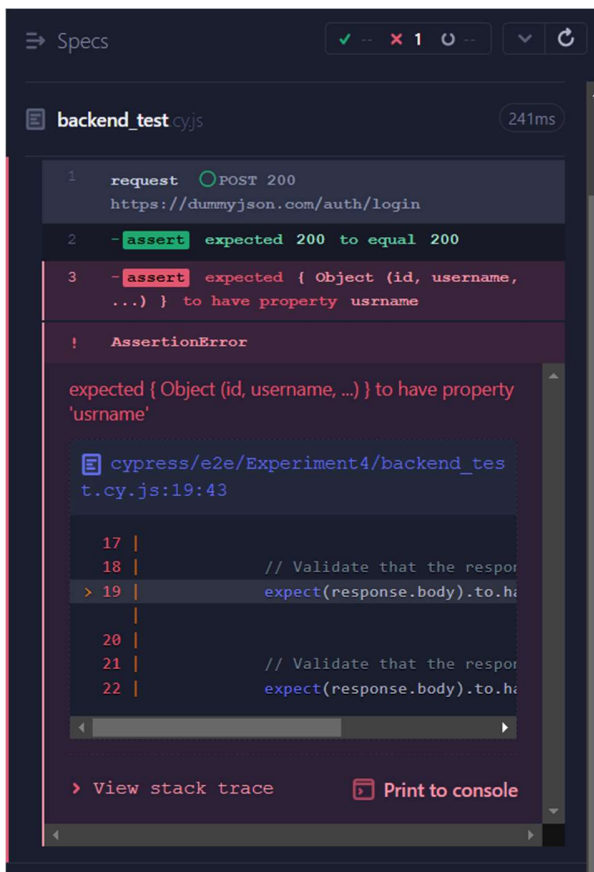 Specs
-- 1 --
backend_test.cy.js 241ms
1 request POST 200
https://dummyjson.com/auth/login
2 -assert expected 200 to equal 200
3 -assert expected { Object (id, username,
...) } to have property usrname
! AssertionError
expected { Object (id, username, ...) } to have property
'usrname'
cypress/e2e/Experiment4/backend_tes
t.cy.js:19:43
17 |
18 | // Validate that the respon
> 19 | expect(response.body).to.ha
|
20 |
21 | // Validate that the respon
22 | expect(response.body).to.ha
> View stack trace Print to console